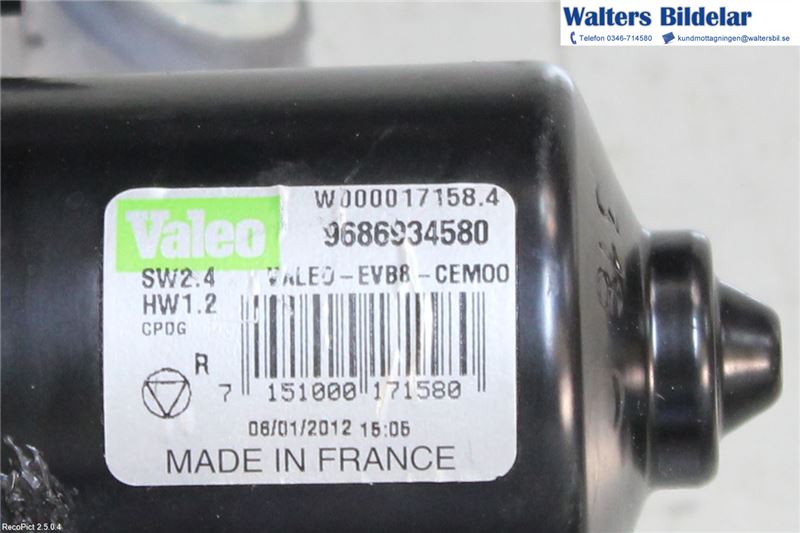 Walters Bildelar
Telefon 0346-714580 kundmottagningen@waltersbil.se
Valeo W000017158.4
9686934580
SW2.4 VALEO-EVB8-CEM00
HW1.2
CPDG
R
7 151000 171580
06/01/2012 15:05
MADE IN FRANCE
RecoPict 2.5.0.4